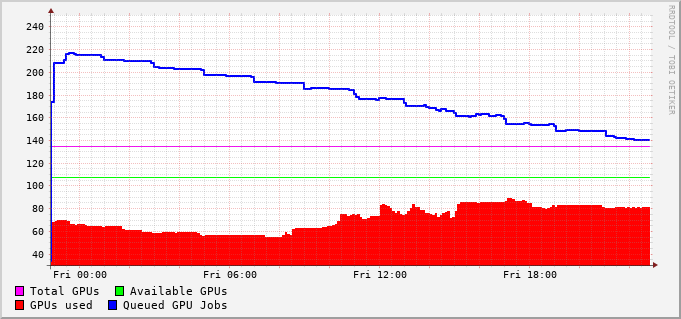 RRDTOOL / TOBI OETIKER
240
220
200
180
160
140
120
100
80
60
40
Fri 00:00 Fri 06:00 Fri 12:00 Fri 18:00
Total GPUs Available GPUs
GPUs used Queued GPU Jobs